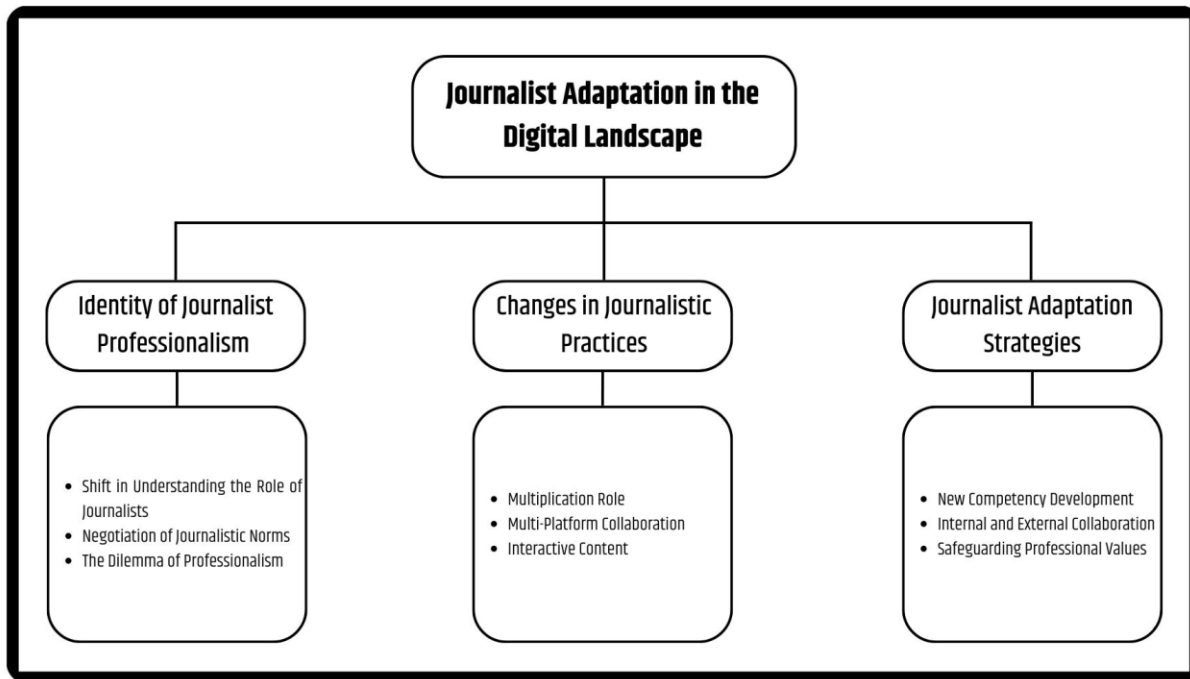 Journalist Adaptation in the
Digital Landscape
Identity of Journalist
Professionalism
• Shift in Understanding the Role of
Journalists
• Negotiation of Journalistic Norms
• The Dilemma of Professionalism
Changes in Journalistic
Practices
• Multiplication Role
• Multi-Platform Collaboration
• Interactive Content
Journalist Adaptation
Strategies
• New Competency Development
• Internal and External Collaboration
• Safeguarding Professional Values